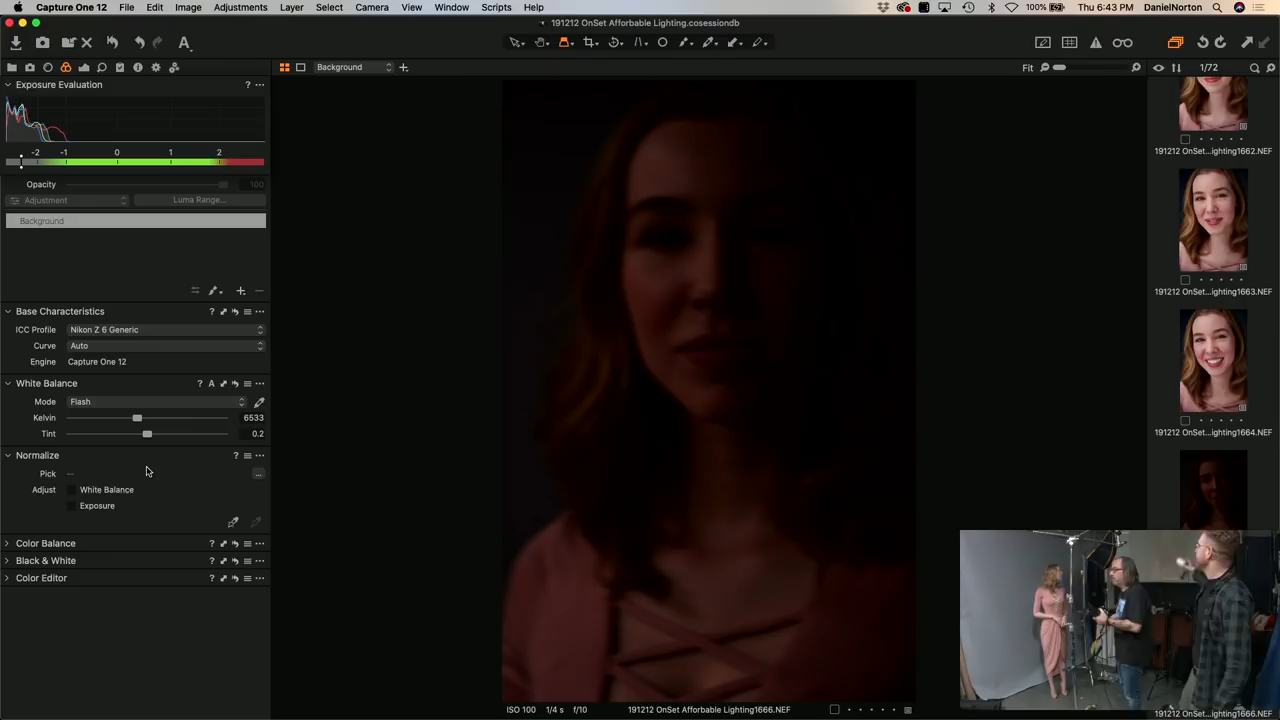 Capture One 12 File Edit Image Adjustments Layer Select Camera View Window Scripts Help 100% Thu 6:43 PM DanielNorton
191212 OnSet Afforbable Lighting.cosessiondb
Background Fit 1/72
Exposure Evaluation ?
-2 -1 0 1 2
Opacity 100
Adjustment Luma Range...
Background
Base Characteristics ?
ICC Profile Nikon Z 6 Generic
Curve Auto
Engine Capture One 12
White Balance ? A
Mode Flash
Kelvin 6533
Tint 0.2
Normalize ?
Pick --
Adjust White Balance
Exposure
Color Balance ?
Black & White ?
Color Editor ?
191212 OnSet...ighting1662.NEF
191212 OnSet...ighting1663.NEF
191212 OnSet...ighting1664.NEF
ISO 100 1/4 s f/10 191212 OnSet Afforbable Lighting1666.NEF
191212 OnSet...ighting1666.NEF